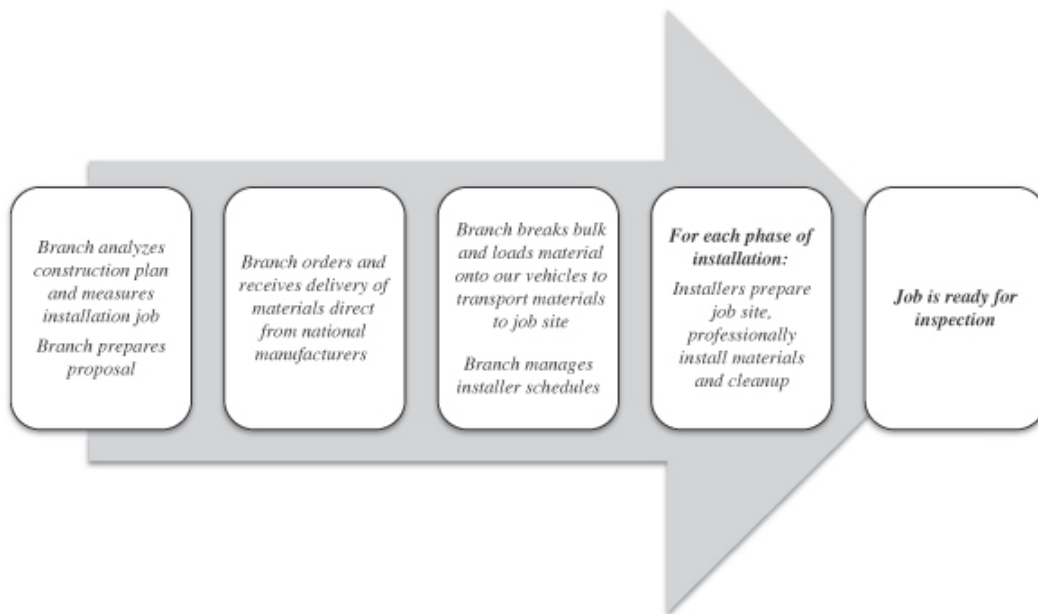 Branch analyzes
construction plan
and measures
installation job
Branch prepares
proposal
Branch orders and
receives delivery of
materials direct
from national
manufacturers
Branch breaks bulk
and loads material
onto our vehicles to
transport materials
to job site
Branch manages
installer schedules
For each phase of
installation:
Installers prepare
job site,
professionally
install materials
and cleanup
Job is ready for
inspection